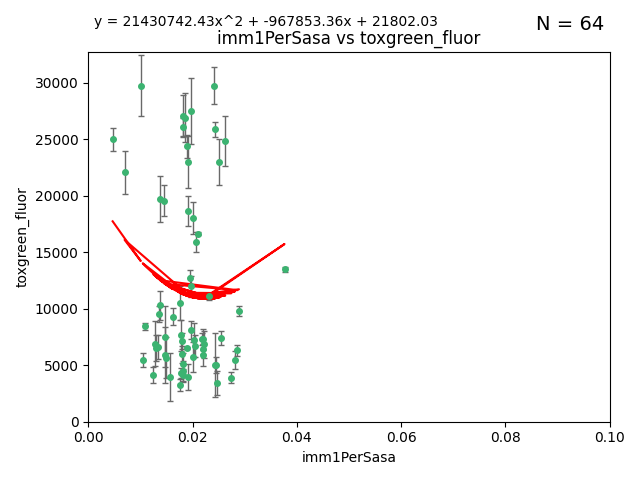 y = 21430742.43x^2 + -967853.36x + 21802.03
N = 64
imm1PerSasa vs toxgreen_fluor
30000
25000
20000
15000
10000
5000
0
toxgreen_fluor
0.00 0.02 0.04 0.06 0.08 0.10
imm1PerSasa